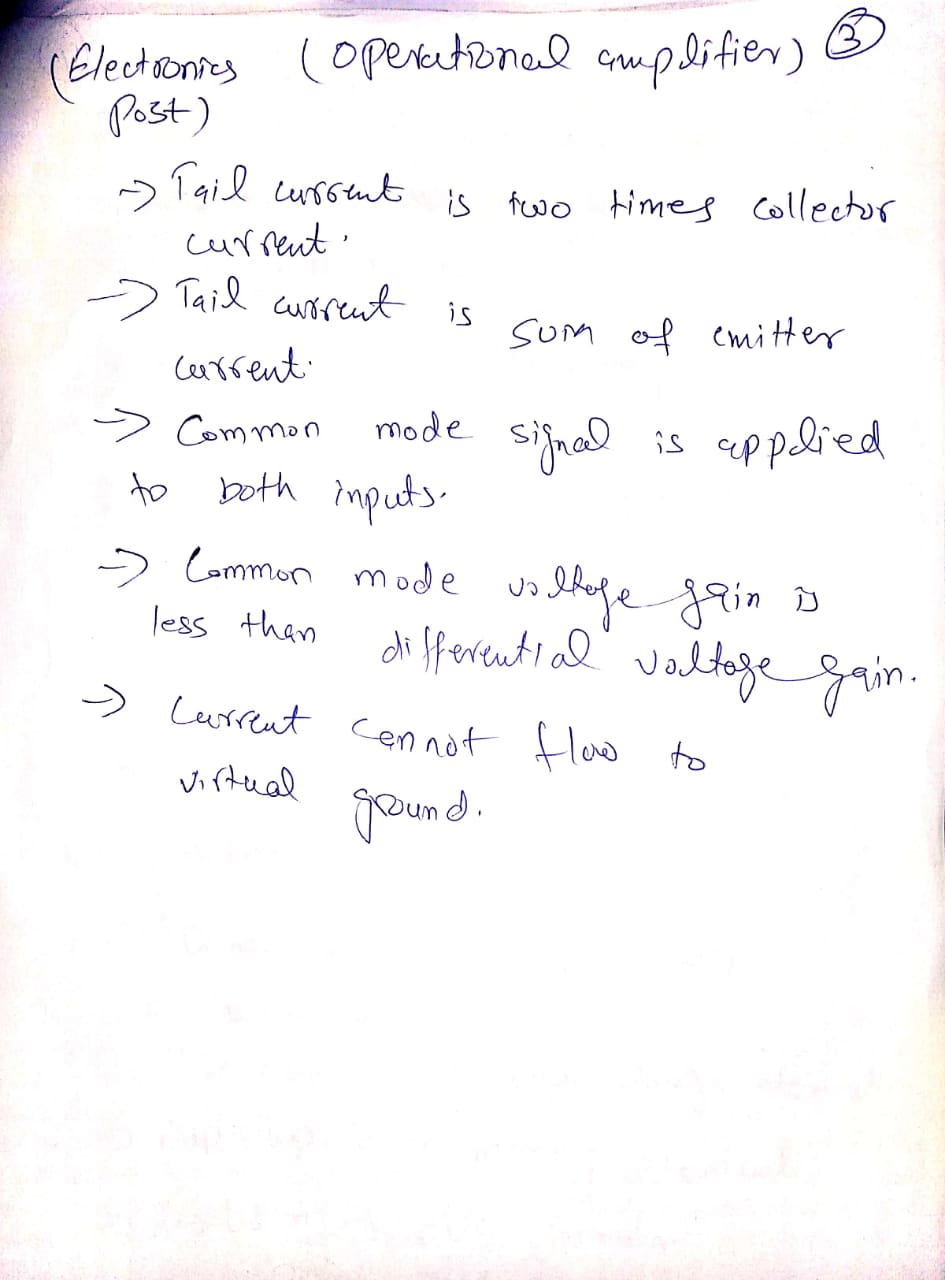 (Electronics (operational amplifier) ③
Post)
→ Tail current is two times collector
current.
→ Tail current is sum of emitter
current.
→ Common mode signal is applied
to both inputs.
→ Common mode voltage gain is
less than differential voltage gain.
→ Current cannot flow to
virtual ground.